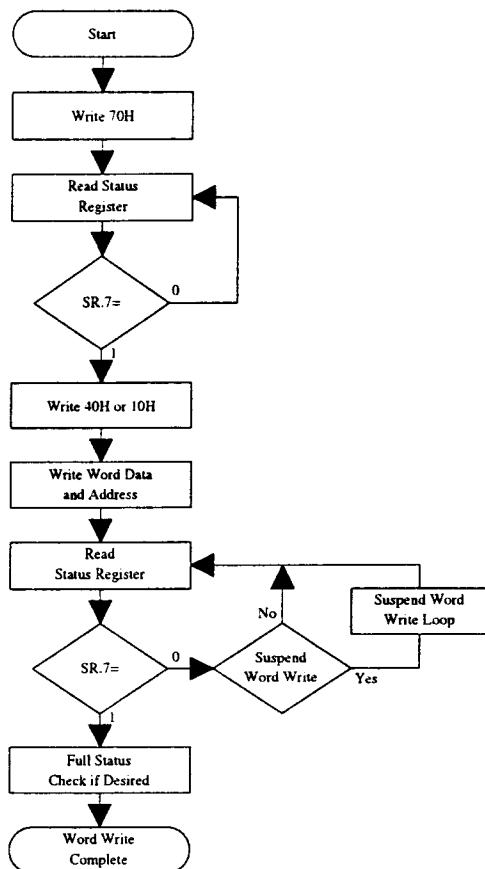 Start
Write 70H
Read Status
Register
SR.7=
0
1
Write 40H or 10H
Write Word Data
and Address
Read
Status Register
No
Suspend Word
Write Loop
SR.7=
0
Suspend
Word Write
Yes
1
Full Status
Check if Desired
Word Write
Complete